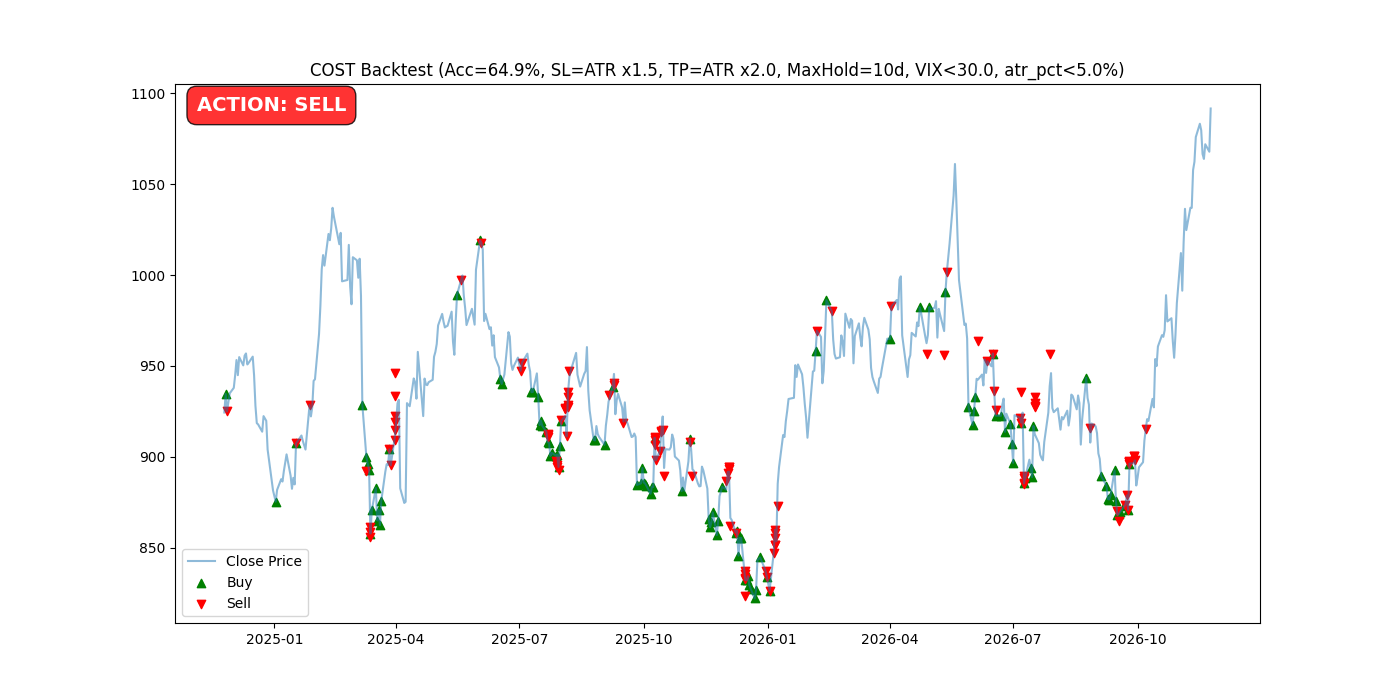 COST Backtest (Acc=64.9%, SL=ATR x1.5, TP=ATR x2.0, MaxHold=10d, VIX<30.0, atr_pct<5.0%)
ACTION: SELL
1100
1050
1000
950
900
850
Close Price
Buy
Sell
2025-01
2025-04
2025-07
2025-10
2026-01
2026-04
2026-07
2026-10